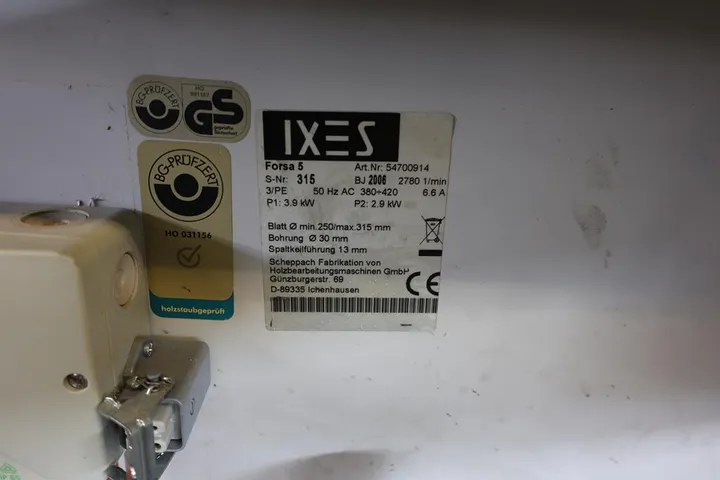 BG-PRÜFZERT
HO
GS
geprüfte
Sicherheit
BG-PRÜFZERT
HO 031156
holzstaubgeprüft
IXES
Forsa 5 Art.Nr: 54700914
S-Nr: 315 BJ 2006 2780 1/min
3/PE 50 Hz AC 380÷420 6.6 A
P1: 3.9 kW P2: 2.9 kW
Blatt Ø min.250/max.315 mm
Bohrung Ø 30 mm
Spaltkeilführung 13 mm
Scheppach Fabrikation von
Holzbearbeitungsmaschinen GmbH
Günzburgerstr. 69
D-89335 Ichenhausen
CE